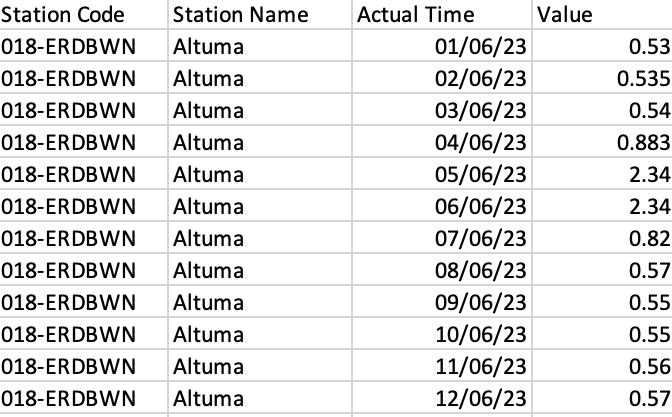 Station Code Station Name Actual Time Value
018-ERDBWN Altuma 01/06/23 0.53
018-ERDBWN Altuma 02/06/23 0.535
018-ERDBWN Altuma 03/06/23 0.54
018-ERDBWN Altuma 04/06/23 0.883
018-ERDBWN Altuma 05/06/23 2.34
018-ERDBWN Altuma 06/06/23 2.34
018-ERDBWN Altuma 07/06/23 0.82
018-ERDBWN Altuma 08/06/23 0.57
018-ERDBWN Altuma 09/06/23 0.55
018-ERDBWN Altuma 10/06/23 0.55
018-ERDBWN Altuma 11/06/23 0.56
018-ERDBWN Altuma 12/06/23 0.57